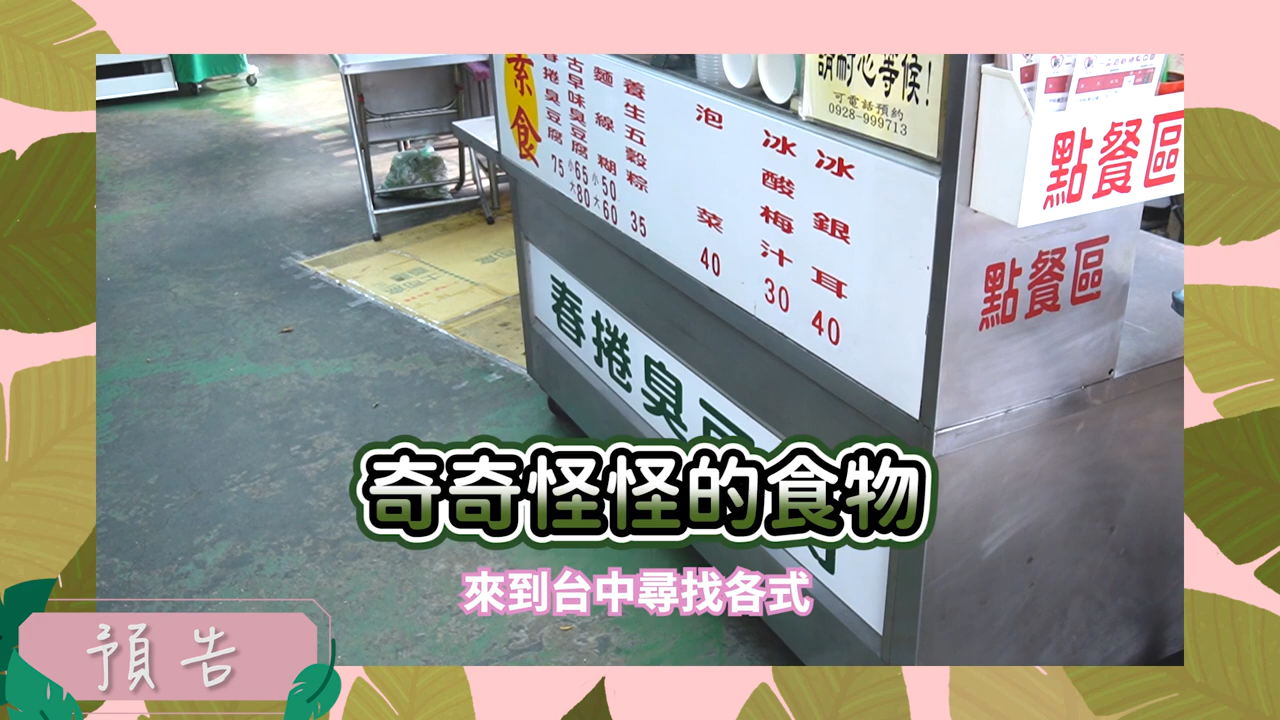 素食
春捲臭豆腐 75
古早味臭豆腐 小65 大80
麵線糊 小50 大60
養生五穀粽 35
泡菜 40
冰酸梅汁 30
冰銀耳 40
請耐心等候!
可電話預約
0928-999713
點餐區
點餐區
春捲臭豆
奇奇怪怪的食物
來到台中尋找各式
預告